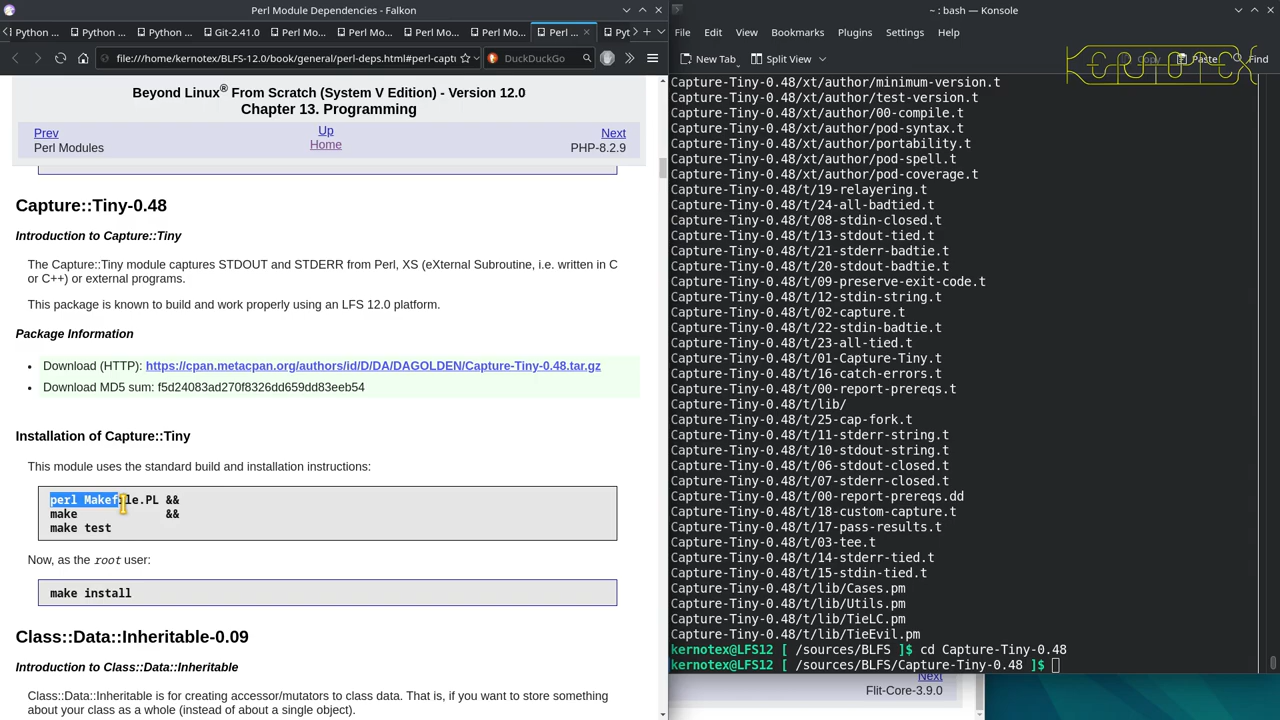 Perl Module Dependencies - Falkon
Python ...
Python ...
Python ...
Git-2.41.0
Perl Mo...
Perl Mo...
Perl Mo...
Perl Mo...
Perl ...
Pyt
file:///home/kernotex/BLFS-12.0/book/general/perl-deps.html#perl-captu
DuckDuckGo
Beyond Linux® From Scratch (System V Edition) - Version 12.0
Chapter 13. Programming
Prev
Up
Next
Perl Modules
Home
PHP-8.2.9
Capture::Tiny-0.48
Introduction to Capture::Tiny
The Capture::Tiny module captures STDOUT and STDERR from Perl, XS (eXternal Subroutine, i.e. written in C
or C++) or external programs.
This package is known to build and work properly using an LFS 12.0 platform.
Package Information
• Download (HTTP): https://cpan.metacpan.org/authors/id/D/DA/DAGOLDEN/Capture-Tiny-0.48.tar.gz
• Download MD5 sum: f5d24083ad270f8326dd659dd83eeb54
Installation of Capture::Tiny
This module uses the standard build and installation instructions:
perl Makefile.PL &&
make &&
make test
Now, as the root user:
make install
Class::Data::Inheritable-0.09
Introduction to Class::Data::Inheritable
Class::Data::Inheritable is for creating accessor/mutators to class data. That is, if you want to store something
about your class as a whole (instead of about a single object).
~ : bash — Konsole
File Edit View Bookmarks Plugins Settings Help
New Tab Split View Copy Paste Find
kernotex
Capture-Tiny-0.48/xt/author/minimum-version.t
Capture-Tiny-0.48/xt/author/test-version.t
Capture-Tiny-0.48/xt/author/00-compile.t
Capture-Tiny-0.48/xt/author/pod-syntax.t
Capture-Tiny-0.48/xt/author/portability.t
Capture-Tiny-0.48/xt/author/pod-spell.t
Capture-Tiny-0.48/xt/author/pod-coverage.t
Capture-Tiny-0.48/t/19-relayering.t
Capture-Tiny-0.48/t/24-all-badtied.t
Capture-Tiny-0.48/t/08-stdin-closed.t
Capture-Tiny-0.48/t/13-stdout-tied.t
Capture-Tiny-0.48/t/21-stderr-badtie.t
Capture-Tiny-0.48/t/20-stdout-badtie.t
Capture-Tiny-0.48/t/09-preserve-exit-code.t
Capture-Tiny-0.48/t/12-stdin-string.t
Capture-Tiny-0.48/t/02-capture.t
Capture-Tiny-0.48/t/22-stdin-badtie.t
Capture-Tiny-0.48/t/23-all-tied.t
Capture-Tiny-0.48/t/01-Capture-Tiny.t
Capture-Tiny-0.48/t/16-catch-errors.t
Capture-Tiny-0.48/t/00-report-prereqs.t
Capture-Tiny-0.48/t/lib/
Capture-Tiny-0.48/t/25-cap-fork.t
Capture-Tiny-0.48/t/11-stderr-string.t
Capture-Tiny-0.48/t/10-stdout-string.t
Capture-Tiny-0.48/t/06-stdout-closed.t
Capture-Tiny-0.48/t/07-stderr-closed.t
Capture-Tiny-0.48/t/00-report-prereqs.dd
Capture-Tiny-0.48/t/18-custom-capture.t
Capture-Tiny-0.48/t/17-pass-results.t
Capture-Tiny-0.48/t/03-tee.t
Capture-Tiny-0.48/t/14-stderr-tied.t
Capture-Tiny-0.48/t/15-stdin-tied.t
Capture-Tiny-0.48/t/lib/Cases.pm
Capture-Tiny-0.48/t/lib/Utils.pm
Capture-Tiny-0.48/t/lib/TieLC.pm
Capture-Tiny-0.48/t/lib/TieEvil.pm
kernotex@LFS12 [ /sources/BLFS ]$ cd Capture-Tiny-0.48
kernotex@LFS12 [ /sources/BLFS/Capture-Tiny-0.48 ]$
Next
Flit-Core-3.9.0